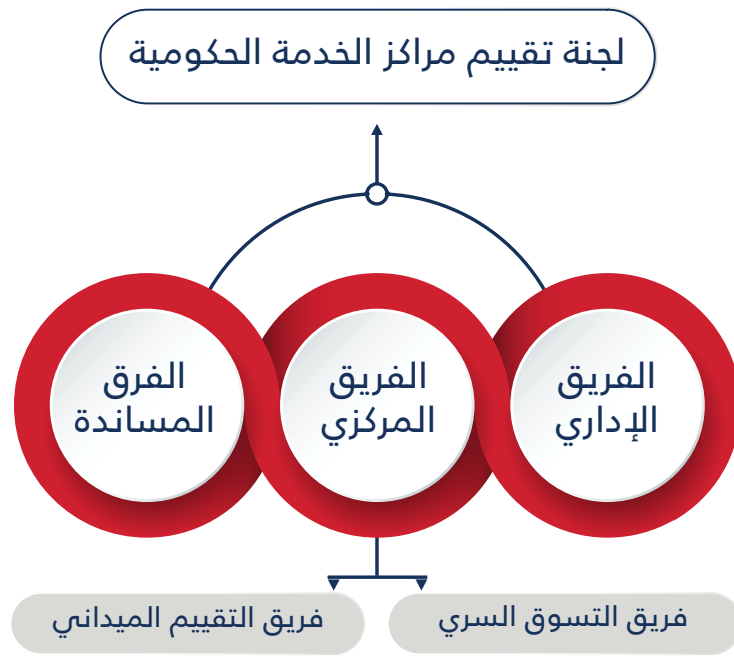 لجنة تقييم مراكز الخدمة الحكومية
الفريق
الإداري
الفريق
المركزي
الفرق
المساندة
فريق التسوق السري
فريق التقييم الميداني